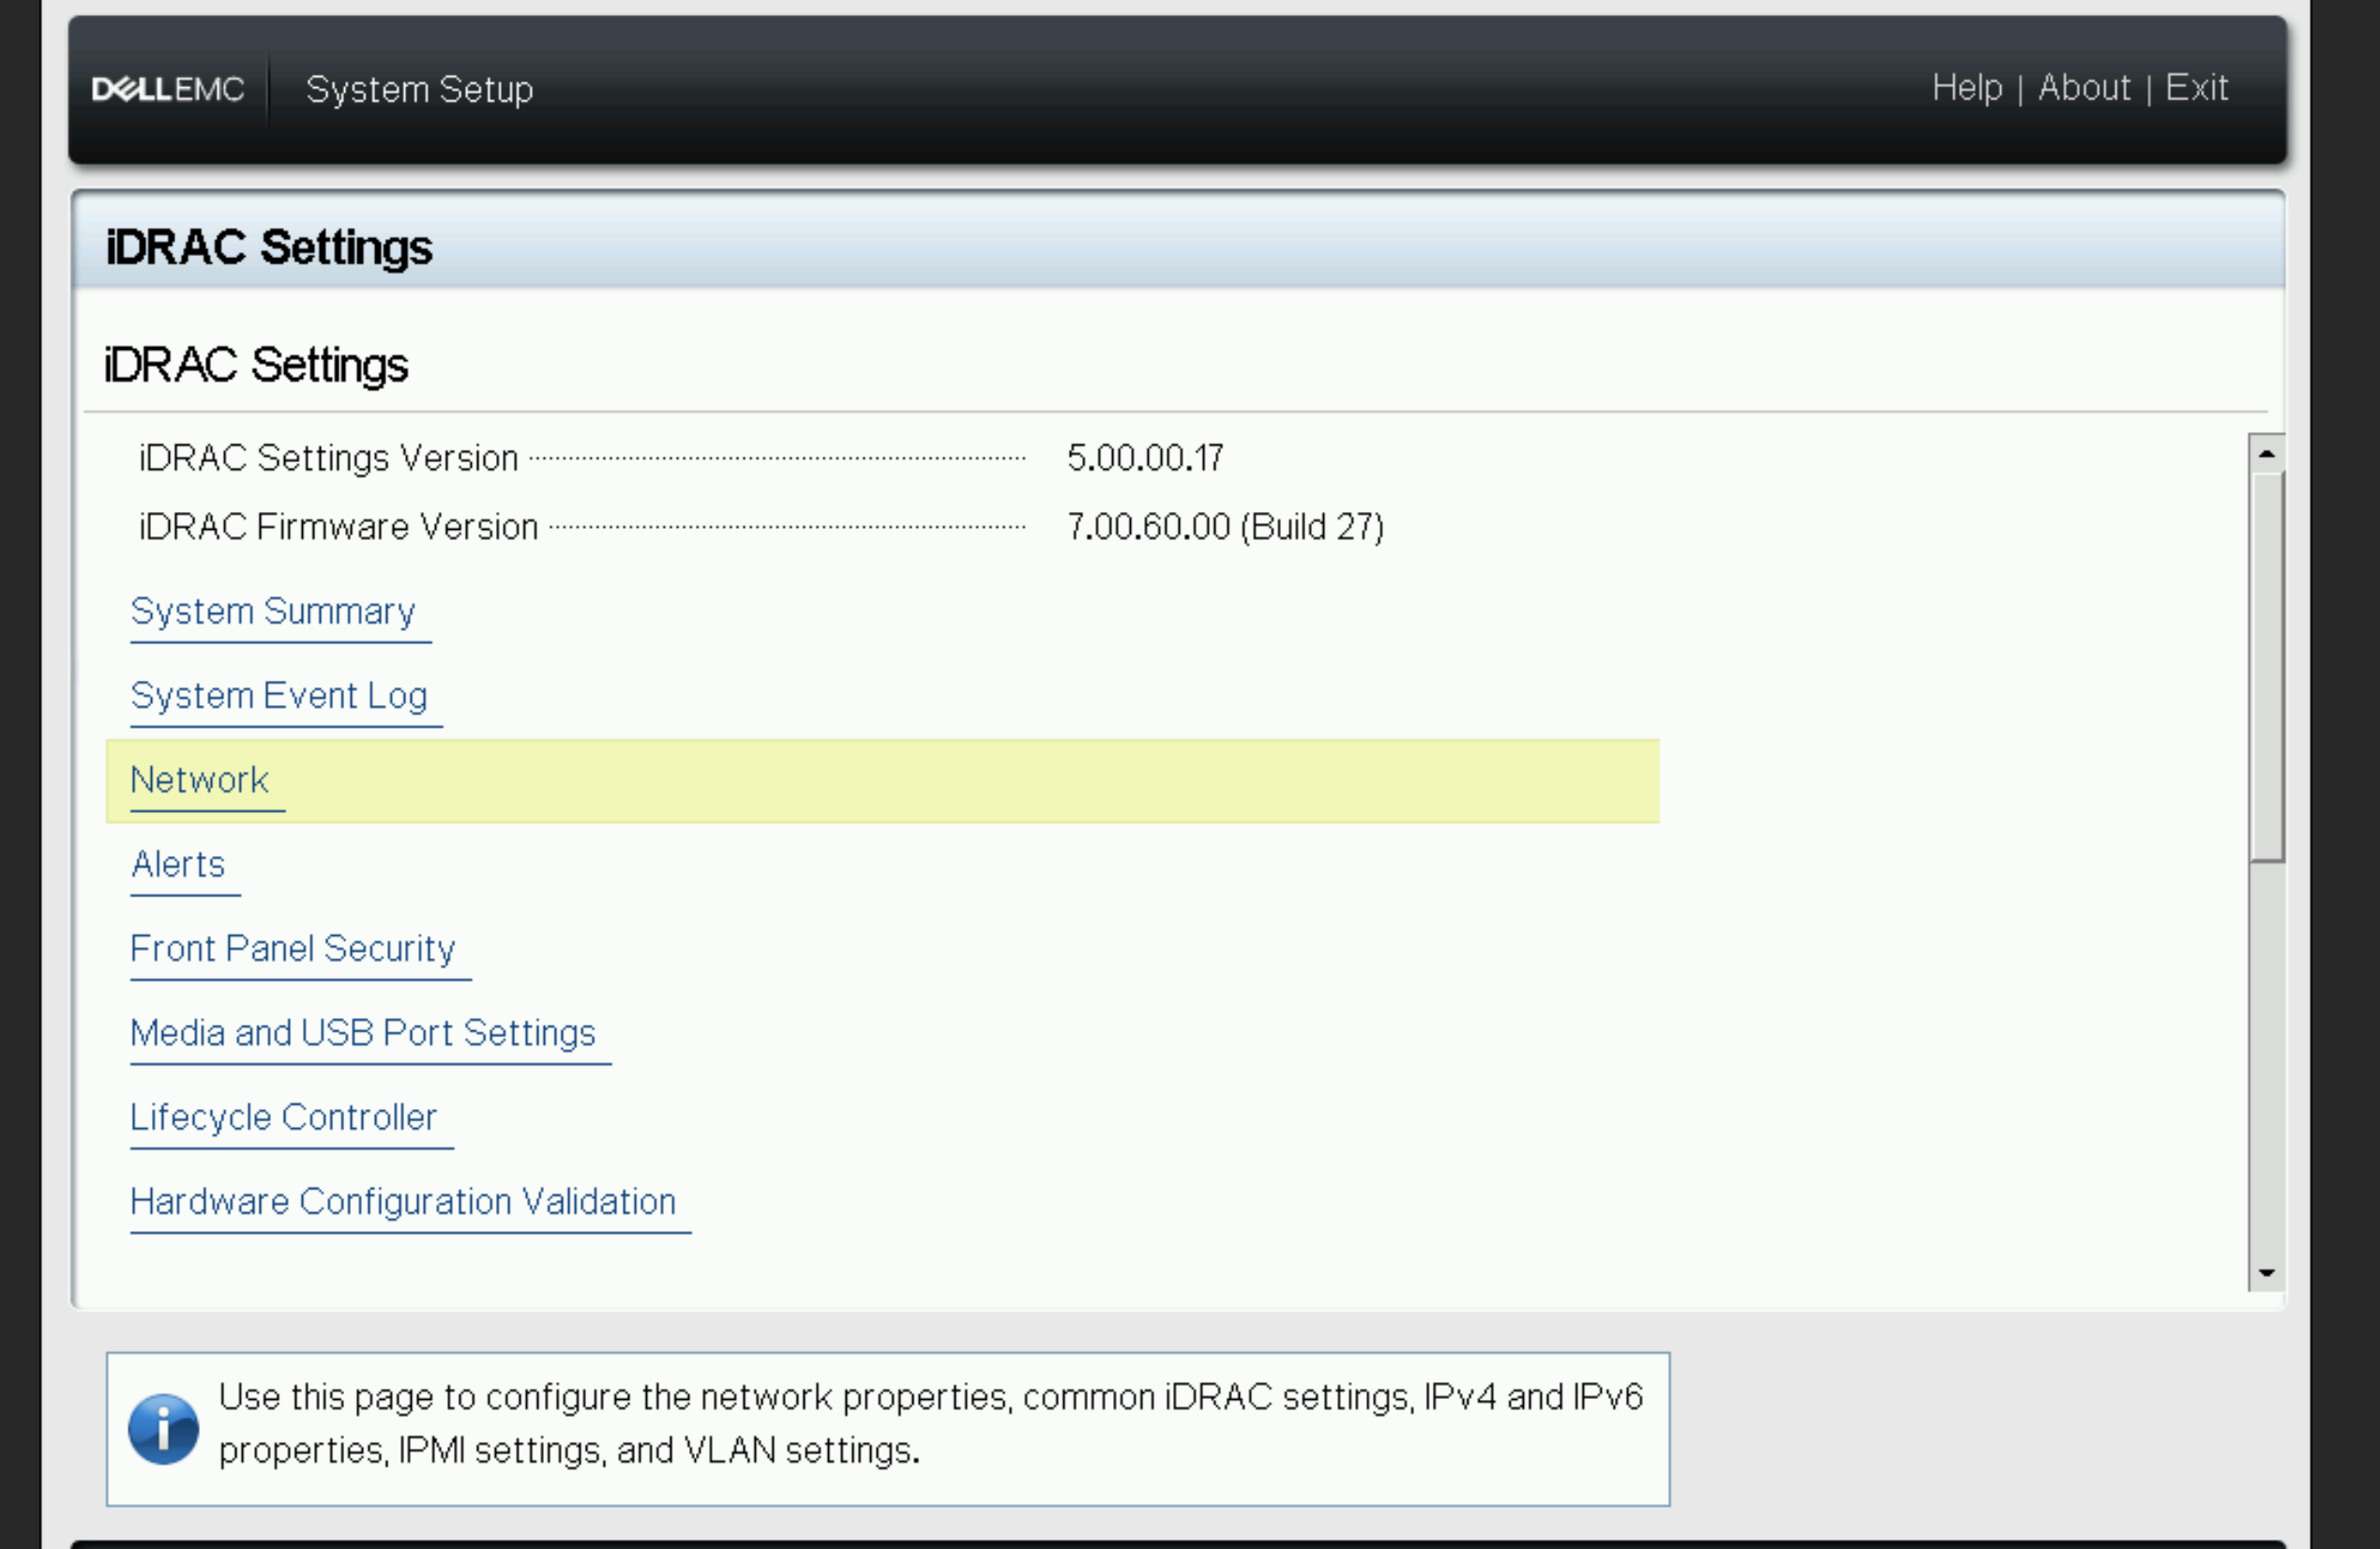 DELLEMC System Setup Help | About | Exit
iDRAC Settings
iDRAC Settings
iDRAC Settings Version 5.00.00.17
iDRAC Firmware Version 7.00.60.00 (Build 27)
System Summary
System Event Log
Network
Alerts
Front Panel Security
Media and USB Port Settings
Lifecycle Controller
Hardware Configuration Validation
Use this page to configure the network properties, common iDRAC settings, IPv4 and IPv6
properties, IPMI settings, and VLAN settings.